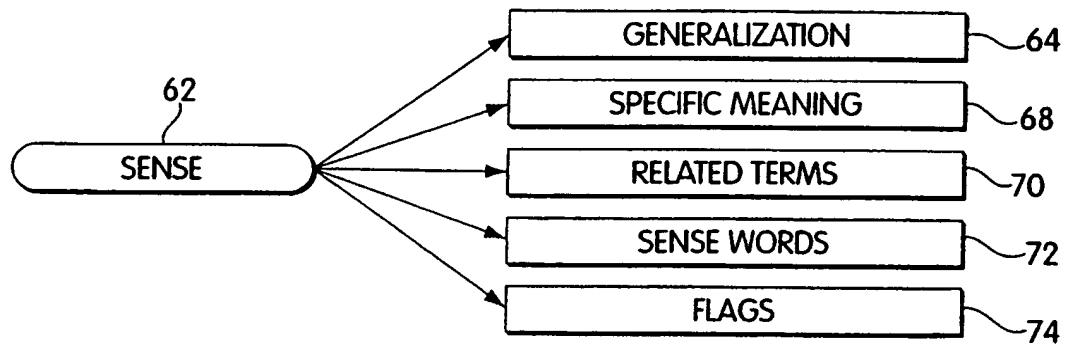 62
SENSE
GENERALIZATION
64
SPECIFIC MEANING
68
RELATED TERMS
70
SENSE WORDS
72
FLAGS
74